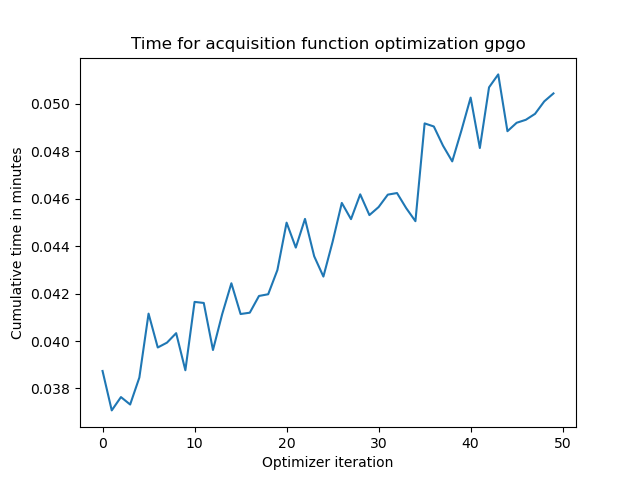 Time for acquisition function optimization gpgo
0.050
0.048
0.046
0.044
0.042
0.040
0.038
Cumulative time in minutes
0 10 20 30 40 50
Optimizer iteration